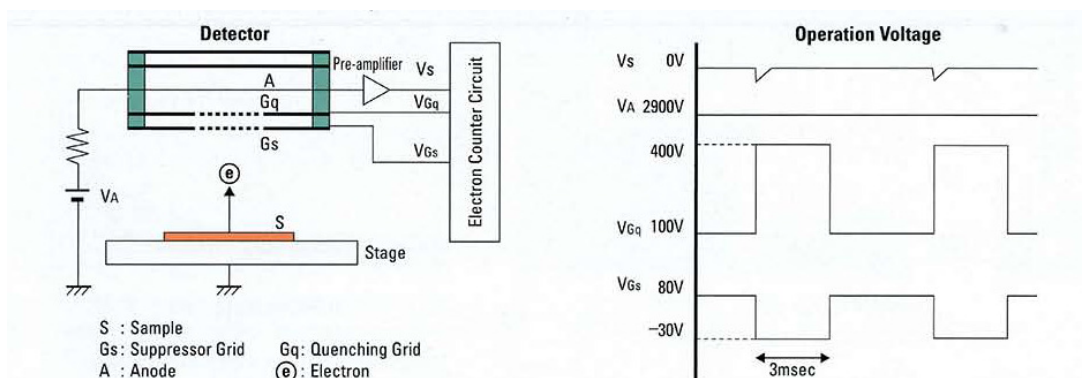 Detector
Pre-amplifier
Vs
A
Gq
VGq
Gs
VGs
Electron Counter Circuit
VA
e
S
Stage
S : Sample
Gs: Suppressor Grid Gq: Quenching Grid
A : Anode e : Electron
Operation Voltage
Vs 0V
VA 2900V
400V
VGq 100V
VGs 80V
-30V
3msec